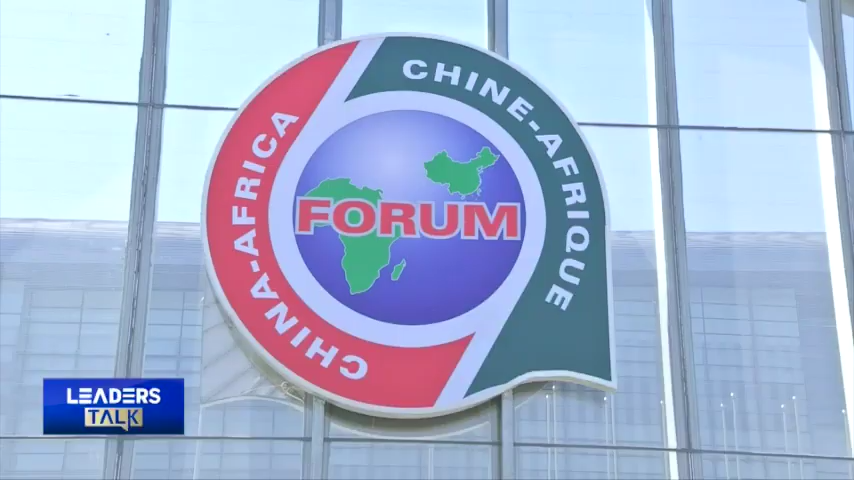 CHINE-AFRIQUE
CHINA-AFRICA
FORUM
LEADERS
TALK